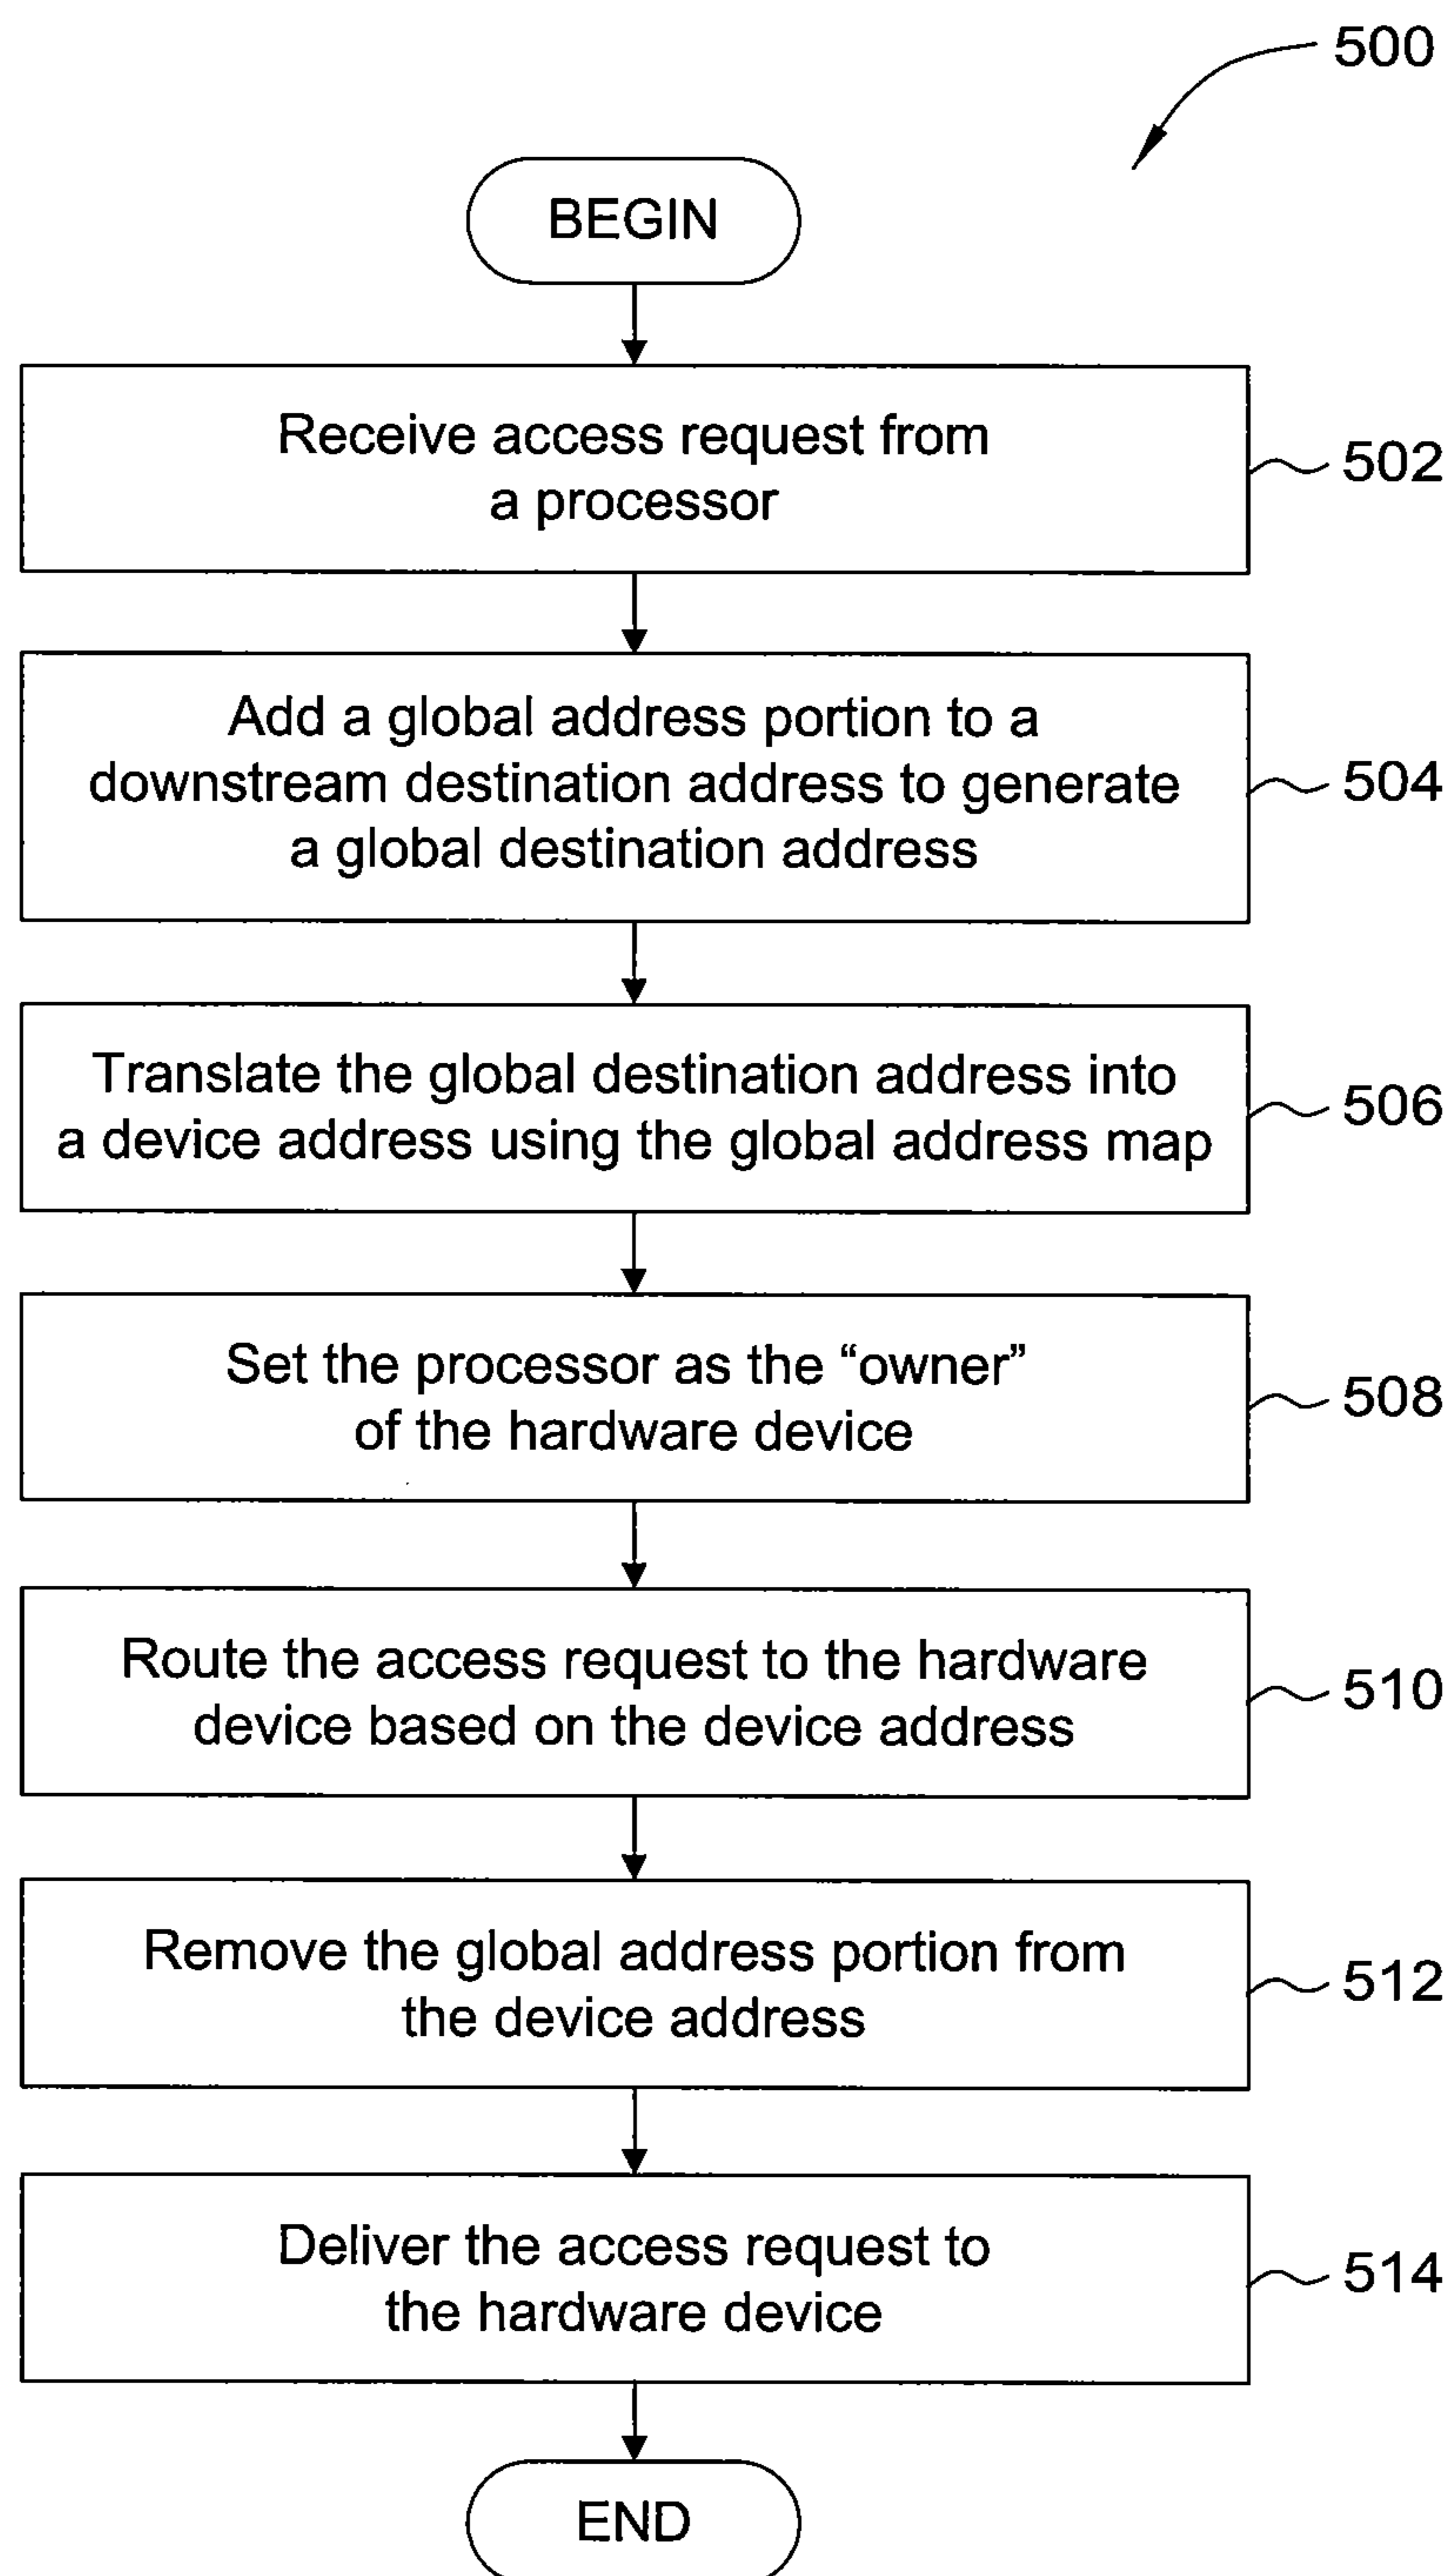 500
BEGIN
Receive access request from
a processor
502
Add a global address portion to a
downstream destination address to generate
a global destination address
504
Translate the global destination address into
a device address using the global address map
506
Set the processor as the “owner”
of the hardware device
508
Route the access request to the hardware
device based on the device address
510
Remove the global address portion from
the device address
512
Deliver the access request to
the hardware device
514
END